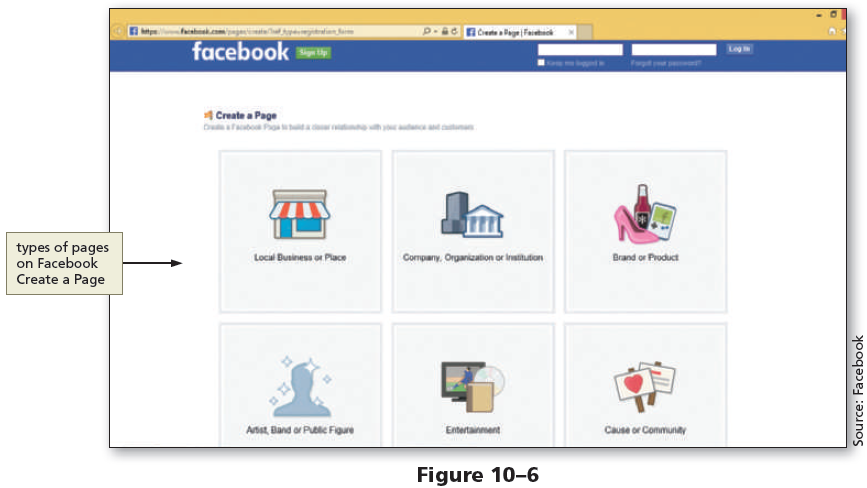 https://www.facebook.com/pages/create/?ref_type=registration_form
Create a Page | Facebook
facebook
Sign Up
Log In
Keep me logged in
Forgot your password?
Create a Page
Create a Facebook Page to build a closer relationship with your audience and customers
types of pages
on Facebook
Create a Page
Local Business or Place
Company, Organization or Institution
Brand or Product
Artist, Band or Public Figure
Entertainment
Cause or Community
Source: Facebook
Figure 10–6